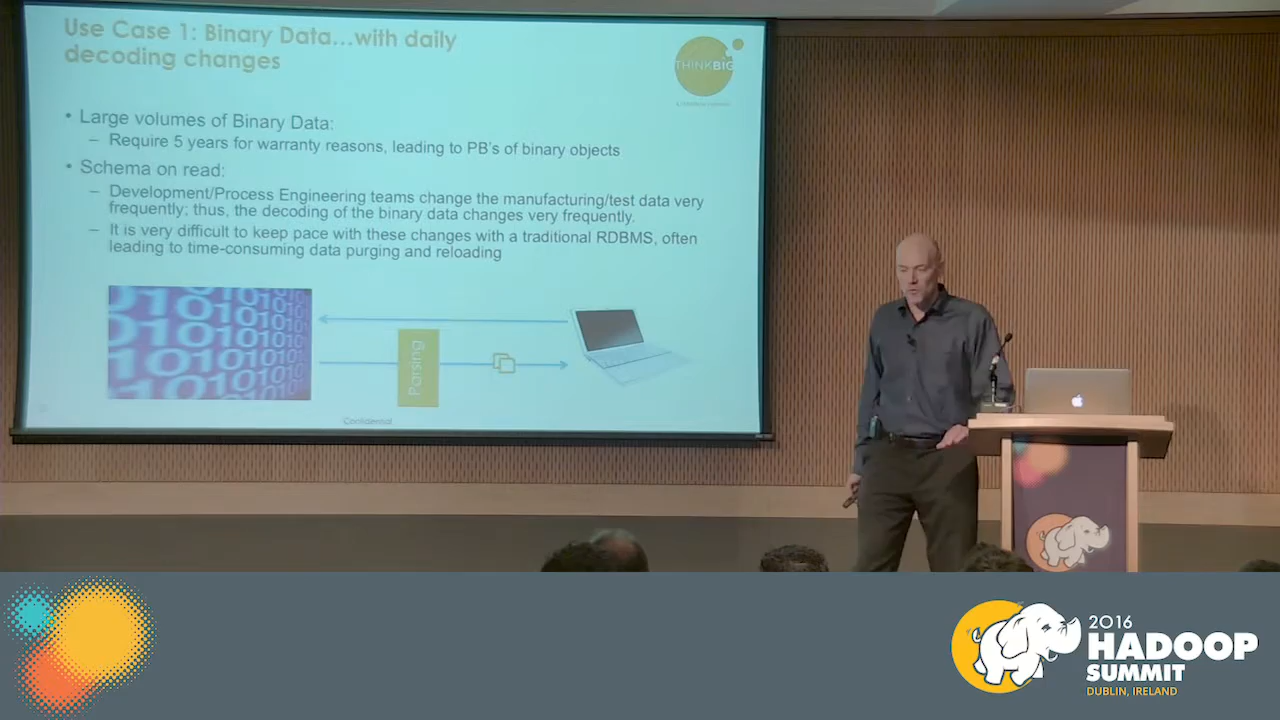 Use Case 1: Binary Data...with daily
decoding changes
THINKBIG
• Large volumes of Binary Data:
– Require 5 years for warranty reasons, leading to PB's of binary objects
• Schema on read:
– Development/Process Engineering teams change the manufacturing/test data very
frequently; thus, the decoding of the binary data changes very frequently.
– It is very difficult to keep pace with these changes with a traditional RDBMS, often
leading to time-consuming data purging and reloading
Parsing
Confidential
2016
HADOOP
SUMMIT
DUBLIN, IRELAND